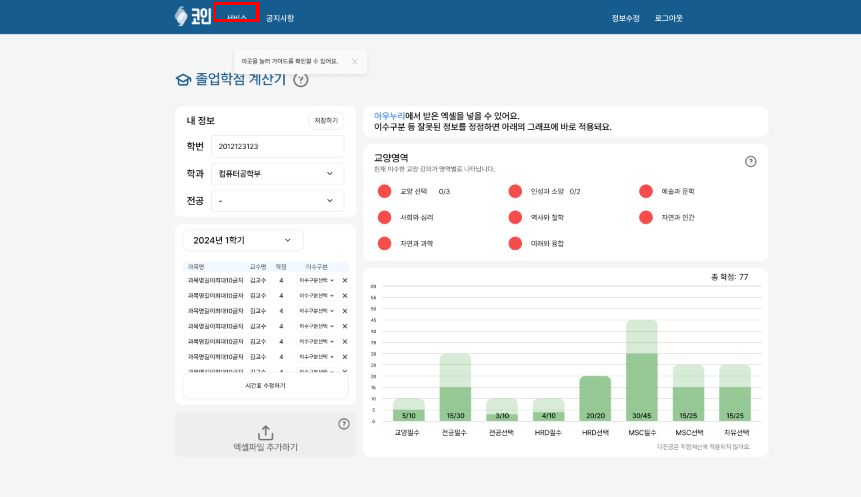 코인 서비스 공지사항 정보수정 로그아웃
이곳을 눌러 가이드를 확인할 수 있어요.
졸업학점 계산기 ?
내 정보 저장하기
학번 2012123123
학과 컴퓨터공학부
전공 -
아우누리에서 받은 엑셀을 넣을 수 있어요.
이수구분 등 잘못된 정보를 정정하면 아래의 그래프에 바로 적용돼요.
교양영역
현재 이수한 교양 강의가 영역별로 나타납니다.
교양 선택 0/3 인성과 소양 0/2 예술과 문학
사회와 심리 역사와 철학 자연과 인간
자연과 과학 미래와 융합
2024년 1학기
과목명 교수명 학점 이수구분
과목명길이최대10글자 김교수 4 이수구분선택
과목명길이최대10글자 김교수 4 이수구분선택
과목명길이최대10글자 김교수 4 이수구분선택
과목명길이최대10글자 김교수 4 이수구분선택
과목명길이최대10글자 김교수 4 이수구분선택
과목명길이최대10글자 김교수 4 이수구분선택
과목명길이최대10글자 김교수 4 이수구분선택
시간표 수정하기
엑셀파일 추가하기
총 학점: 77
60
55
50
45
40
35
30
25
20
15
10
5
0
5/10 15/30 3/10 4/10 20/20 30/45 15/25 15/25
교양필수 전공필수 전공선택 HRD필수 HRD선택 MSC필수 MSC선택 자유선택
다전공은 학점계산에 적용되지 않아요.